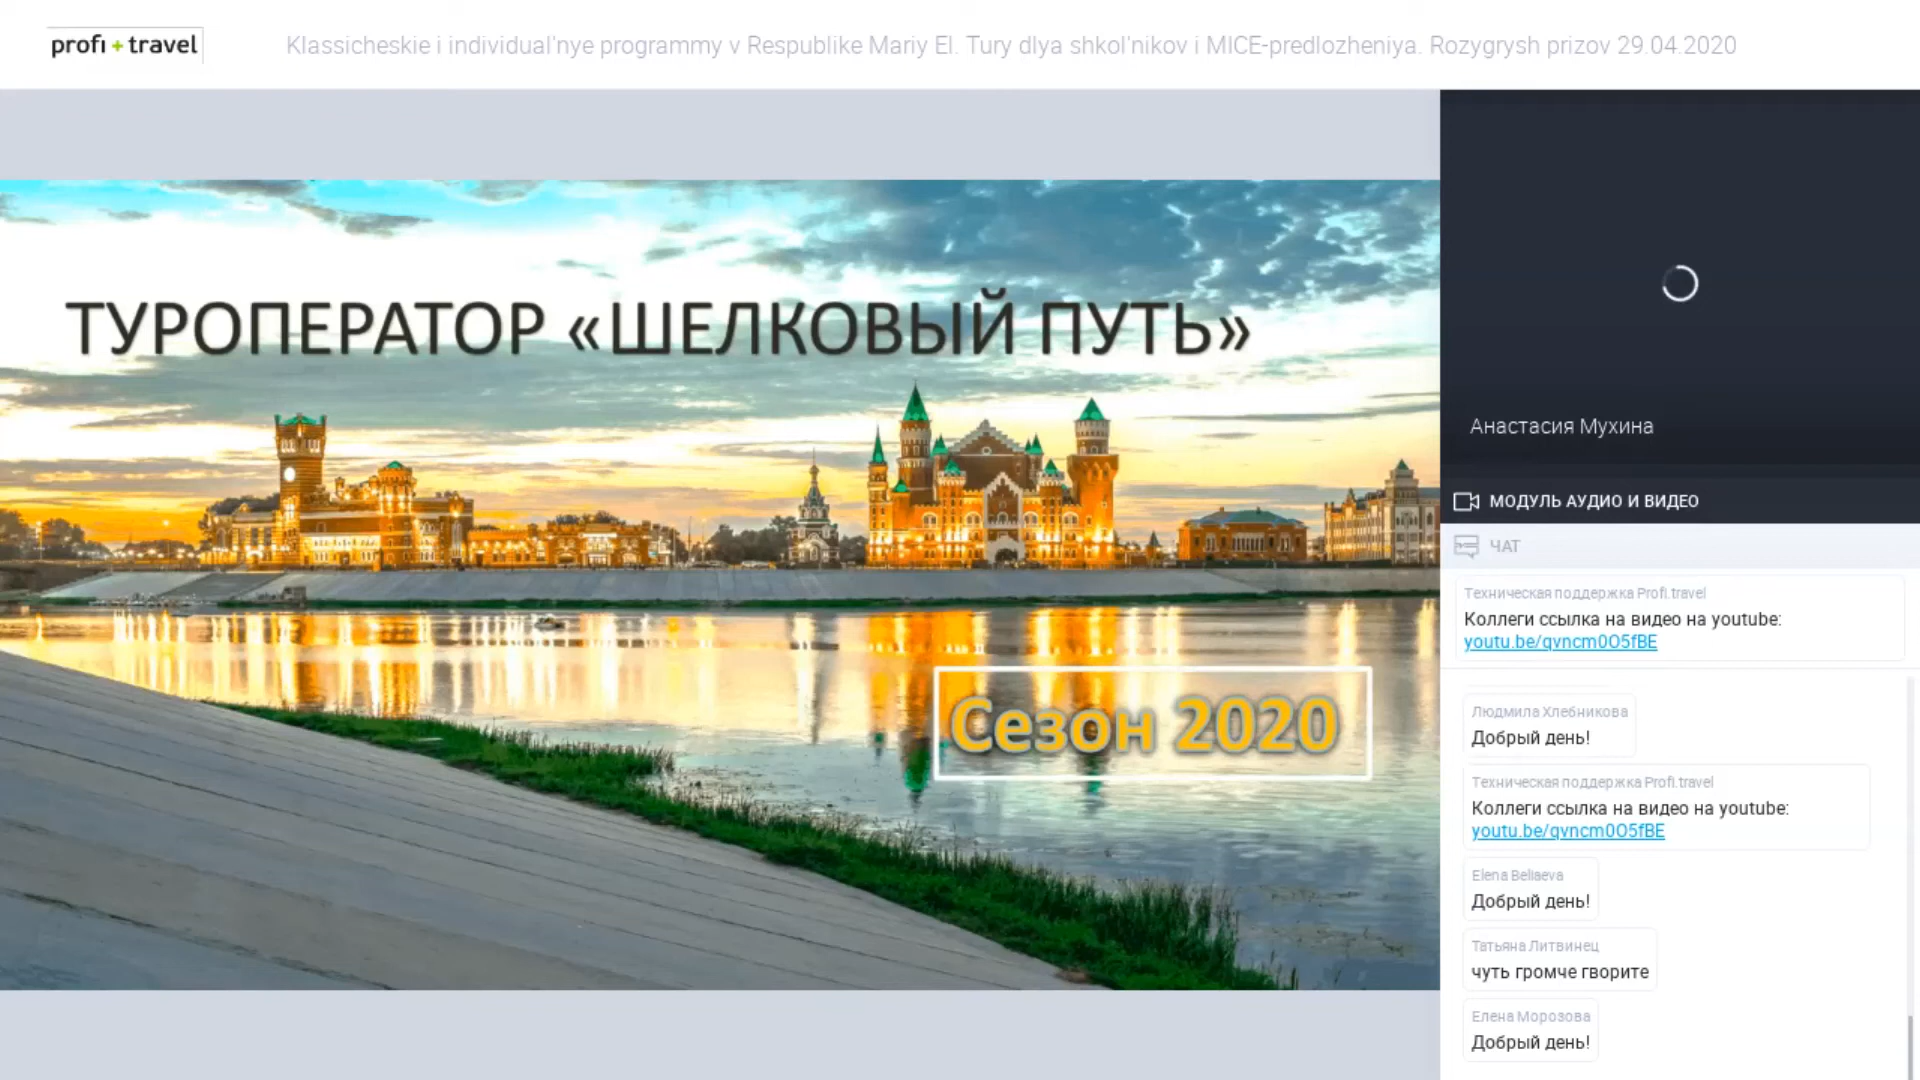 profi + travel
Klassicheskie i individual'nye programmy v Respublike Mariy El. Tury dlya shkol'nikov i MICE-predlozheniya. Rozygrysh prizov 29.04.2020
ТУРОПЕРАТОР «ШЕЛКОВЫЙ ПУТЬ»
Сезон 2020
Анастасия Мухина
МОДУЛЬ АУДИО И ВИДЕО
ЧАТ
Техническая поддержка Profi.travel
Коллеги ссылка на видео на youtube:
youtu.be/qvncm0O5fBE
Людмила Хлебникова
Добрый день!
Техническая поддержка Profi.travel
Коллеги ссылка на видео на youtube:
youtu.be/qvncm0O5fBE
Elena Beliaeva
Добрый день!
Татьяна Литвинец
чуть громче гворите
Елена Морозова
Добрый день!